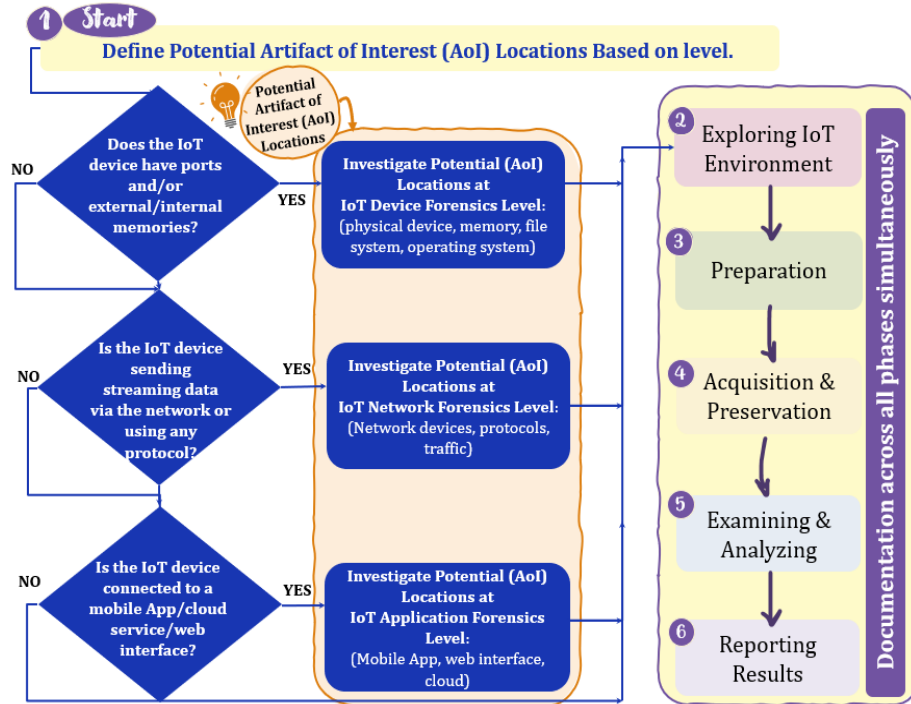 1 Start
Define Potential Artifact of Interest (AoI) Locations Based on level.
Potential
Artifact of
Interest (AoI)
Locations
Does the IoT
device have ports
and/or
external/internal
memories?
NO
YES
Investigate Potential (AoI)
Locations at
IoT Device Forensics Level:
(physical device, memory, file
system, operating system)
Is the IoT device
sending
streaming data
via the network or
using any
protocol?
NO
YES
Investigate Potential (AoI)
Locations at
IoT Network Forensics Level:
(Network devices, protocols,
traffic)
Is the IoT device
connected to a
mobile App/cloud
service/web
interface?
NO
YES
Investigate Potential (AoI)
Locations at
IoT Application Forensics
Level:
(Mobile App, web interface,
cloud)
2
Exploring IoT
Environment
3
Preparation
4
Acquisition &
Preservation
5
Examining &
Analyzing
6
Reporting
Results
Documentation across all phases simultaneously